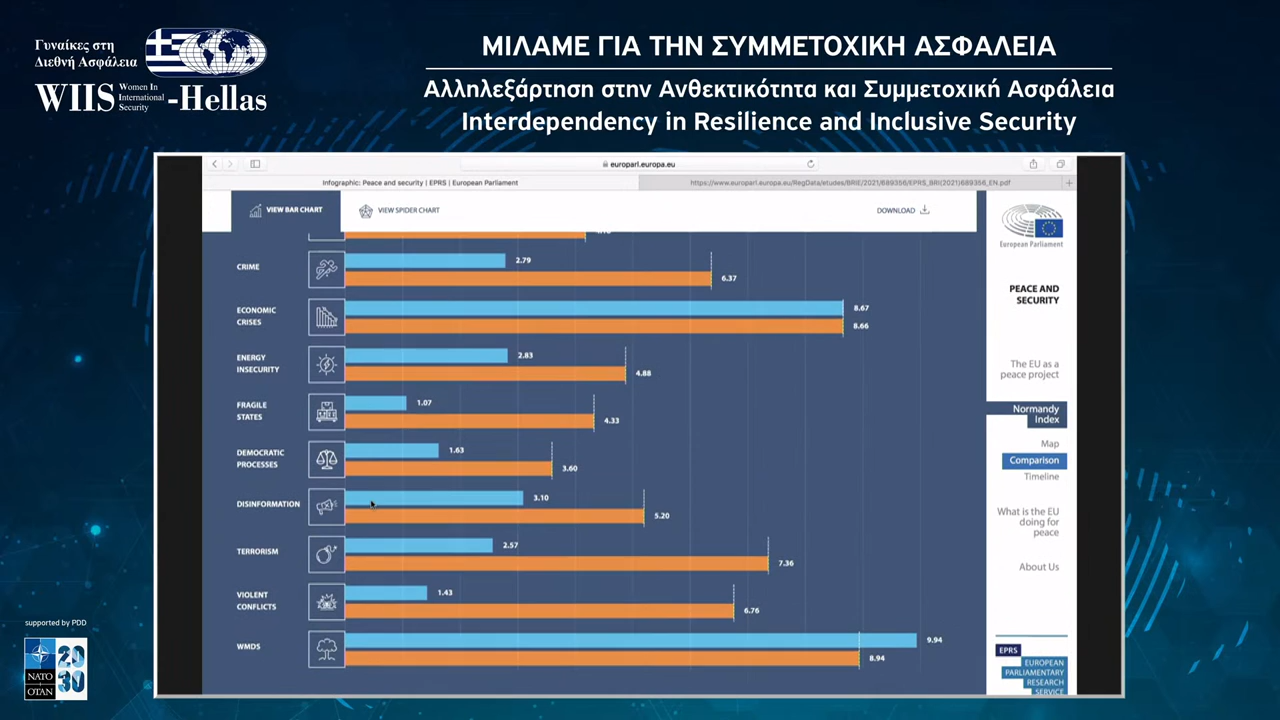 Γυναίκες στη
Διεθνή Ασφάλεια
WIIS Women In International Security -Hellas
ΜΙΛΑΜΕ ΓΙΑ ΤΗΝ ΣΥΜΜΕΤΟΧΙΚΗ ΑΣΦΑΛΕΙΑ
Αλληλεξάρτηση στην Ανθεκτικότητα και Συμμετοχική Ασφάλεια
Interdependency in Resilience and Inclusive Security
europarl.europa.eu
Infographic: Peace and security | EPRS | European Parliament
https://www.europarl.europa.eu/RegData/etudes/BRIE/2021/689356/EPRS_BRI(2021)689356_EN.pdf
VIEW BAR CHART
VIEW SPIDER CHART
DOWNLOAD
CRIME
2.79
6.37
ECONOMIC
CRISES
8.67
8.66
ENERGY
INSECURITY
2.83
4.88
FRAGILE
STATES
1.07
4.33
DEMOCRATIC
PROCESSES
1.63
3.60
DISINFORMATION
3.10
5.20
TERRORISM
2.57
7.36
VIOLENT
CONFLICTS
1.43
6.76
WMDS
9.94
8.94
European Parliament
PEACE AND
SECURITY
The EU as a
peace project
Normandy
Index
Map
Comparison
Timeline
What is the EU
doing for
peace
About Us
EPRS
EUROPEAN
PARLIAMENTARY
RESEARCH
SERVICE
supported by PDD
NATO
OTAN
20
30